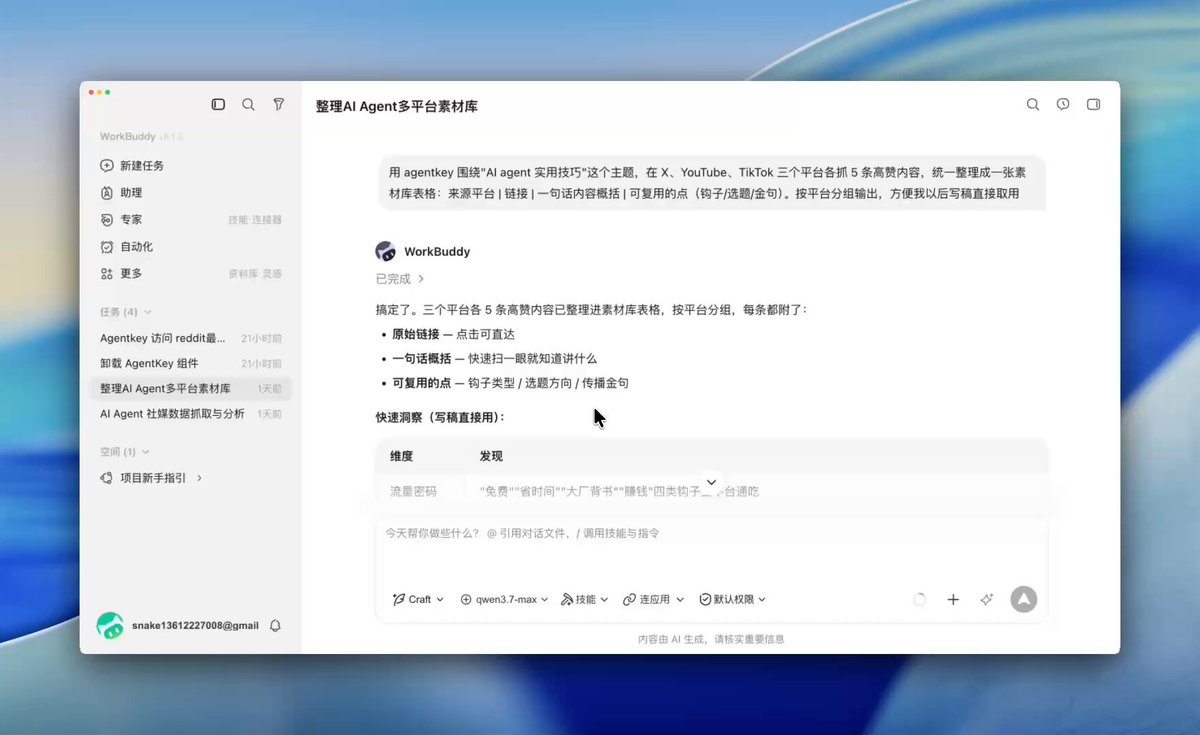 整理AI Agent多平台素材库
WorkBuddy
新建任务
助理
专家 技能·连接器
自动化
更多 资料库·灵感
任务 (4)
Agentkey 访问 reddit最... 21小时前
卸载 AgentKey 组件 21小时前
整理AI Agent多平台素材库 1天前
AI Agent 社媒数据抓取与分析 1天前
空间 (1)
项目新手指引
snake13612227008@gmail
用 agentkey 围绕"AI agent 实用技巧"这个主题，在 X、YouTube、TikTok 三个平台各抓 5 条高赞内容，统一整理成一张素
材库表格：来源平台 | 链接 | 一句话内容概括 | 可复用的点（钩子/选题/金句）。按平台分组输出，方便我以后写稿直接取用
WorkBuddy
已完成
搞定了。三个平台各 5 条高赞内容已整理进素材库表格，按平台分组，每条都附了：
• 原始链接 — 点击可直达
• 一句话概括 — 快速扫一眼就知道讲什么
• 可复用的点 — 钩子类型 / 选题方向 / 传播金句
快速洞察（写稿直接用）：
维度 发现
流量密码 "免费""省时间""大厂背书""赚钱"四类钩子 台通吃
今天帮你做些什么？ @ 引用对话文件，/ 调用技能与指令
Craft qwen3.7-max 技能 连应用 默认权限
内容由 AI 生成，请核实重要信息